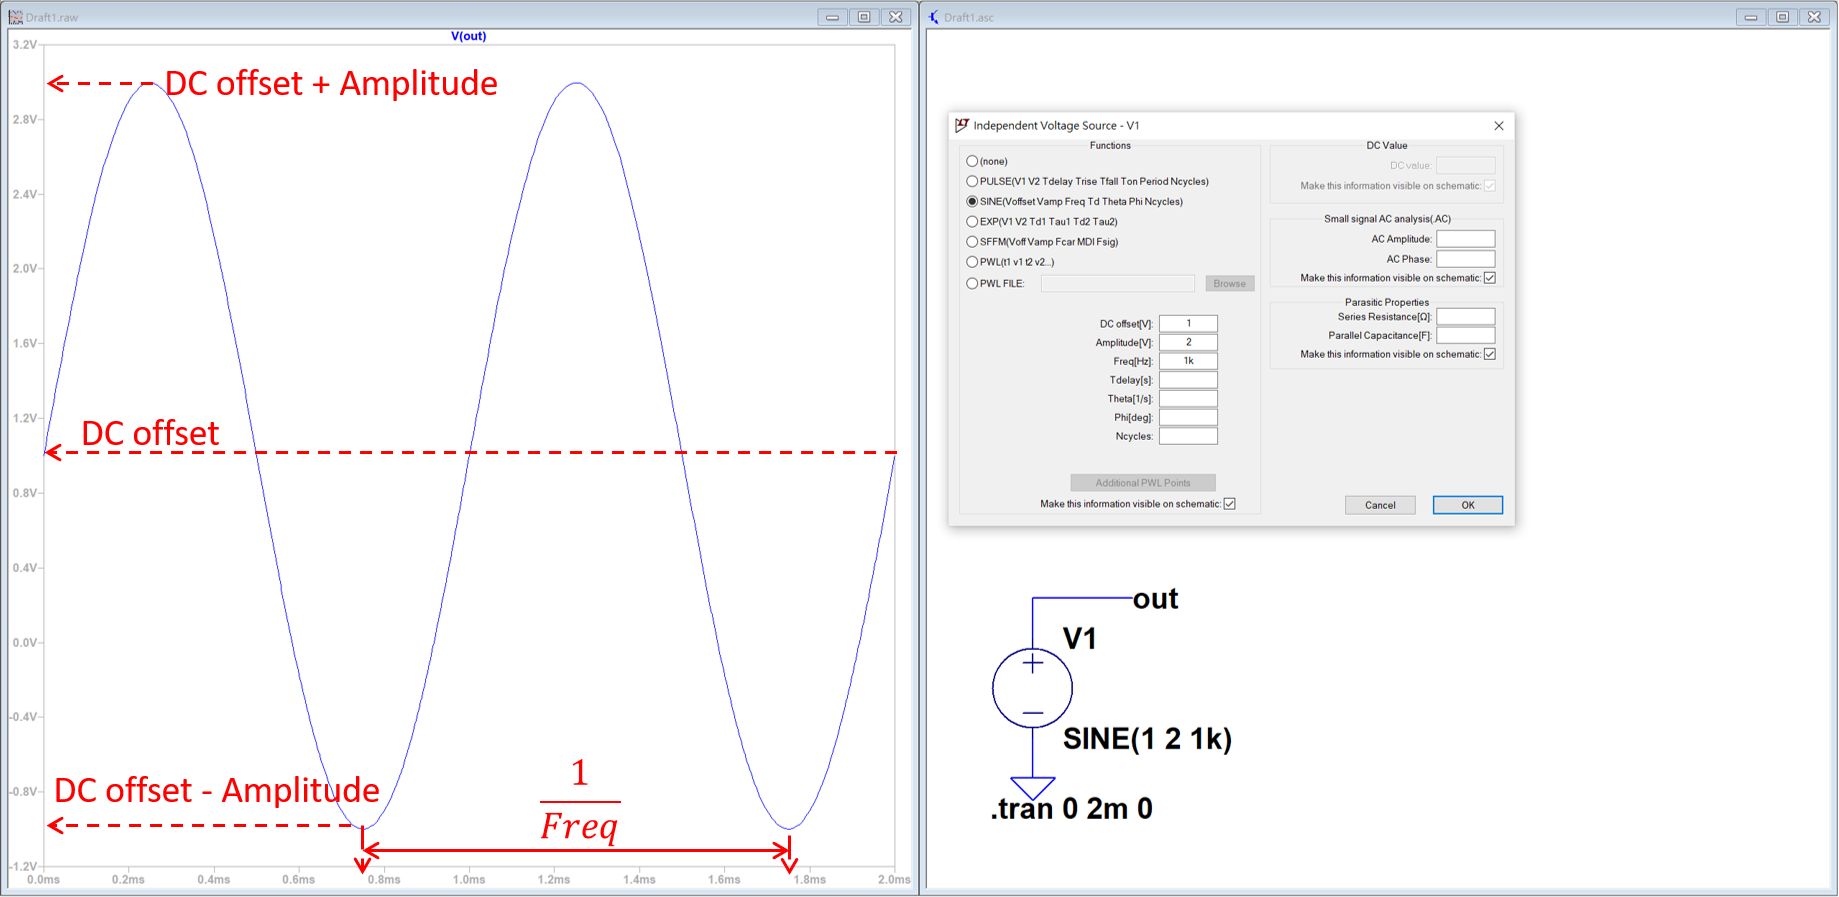 Draft1.raw
V(out)
3.2V
2.8V
2.4V
2.0V
1.6V
1.2V
0.8V
0.4V
0.0V
-0.4V
-0.8V
-1.2V
DC offset + Amplitude
DC offset
DC offset - Amplitude
1
Freq
0.0ms 0.2ms 0.4ms 0.6ms 0.8ms 1.0ms 1.2ms 1.4ms 1.6ms 1.8ms 2.0ms
Draft1.asc
Independent Voltage Source - V1
Functions
(none)
PULSE(V1 V2 Tdelay Trise Tfall Ton Period Ncycles)
SINE(Voffset Vamp Freq Td Theta Phi Ncycles)
EXP(V1 V2 Td1 Tau1 Td2 Tau2)
SFFM(Voff Vamp Fcar MDI Fsig)
PWL(t1 v1 t2 v2...)
PWL FILE: Browse
DC offset[V]: 1
Amplitude[V]: 2
Freq[Hz]: 1k
Tdelay[s]:
Theta[1/s]:
Phi[deg]:
Ncycles:
Additional PWL Points
Make this information visible on schematic:
DC Value
DC value:
Make this information visible on schematic:
Small signal AC analysis(.AC)
AC Amplitude:
AC Phase:
Make this information visible on schematic:
Parasitic Properties
Series Resistance[Ω]:
Parallel Capacitance[F]:
Make this information visible on schematic:
Cancel OK
out
V1
SINE(1 2 1k)
.tran 0 2m 0